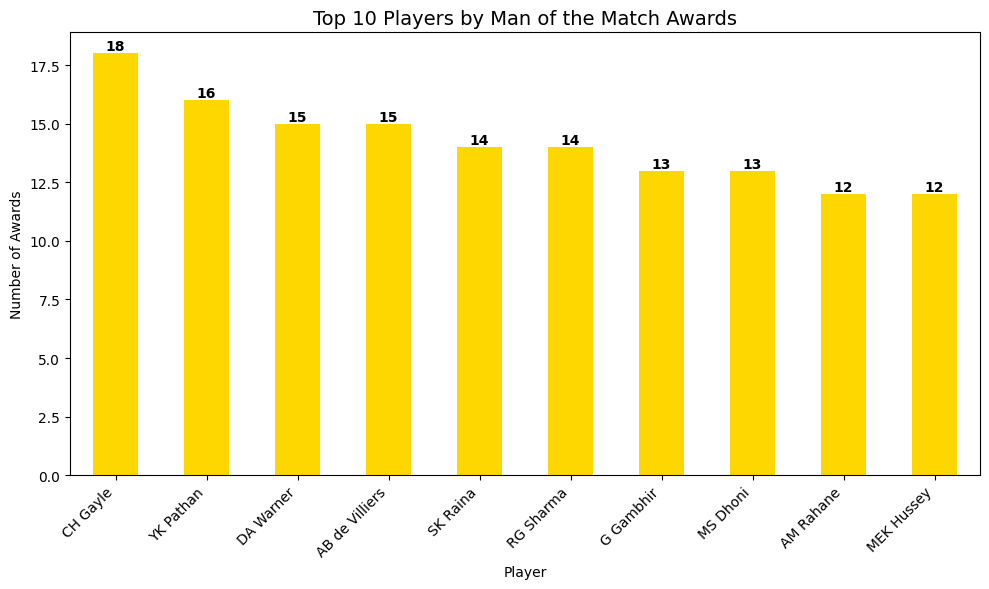 Top 10 Players by Man of the Match Awards
18
16
15
15
14
14
13
13
12
12
17.5
15.0
12.5
10.0
7.5
5.0
2.5
0.0
Number of Awards
CH Gayle
YK Pathan
DA Warner
AB de Villiers
SK Raina
RG Sharma
G Gambhir
MS Dhoni
AM Rahane
MEK Hussey
Player